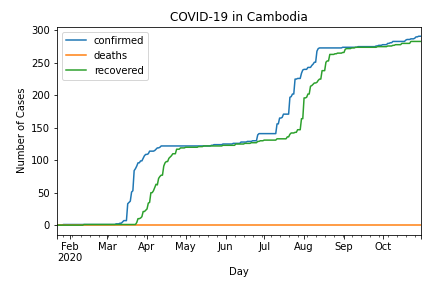 COVID-19 in Cambodia
confirmed
deaths
recovered
300
250
200
150
100
50
0
Number of Cases
Feb Mar Apr May Jun Jul Aug Sep Oct
2020
Day